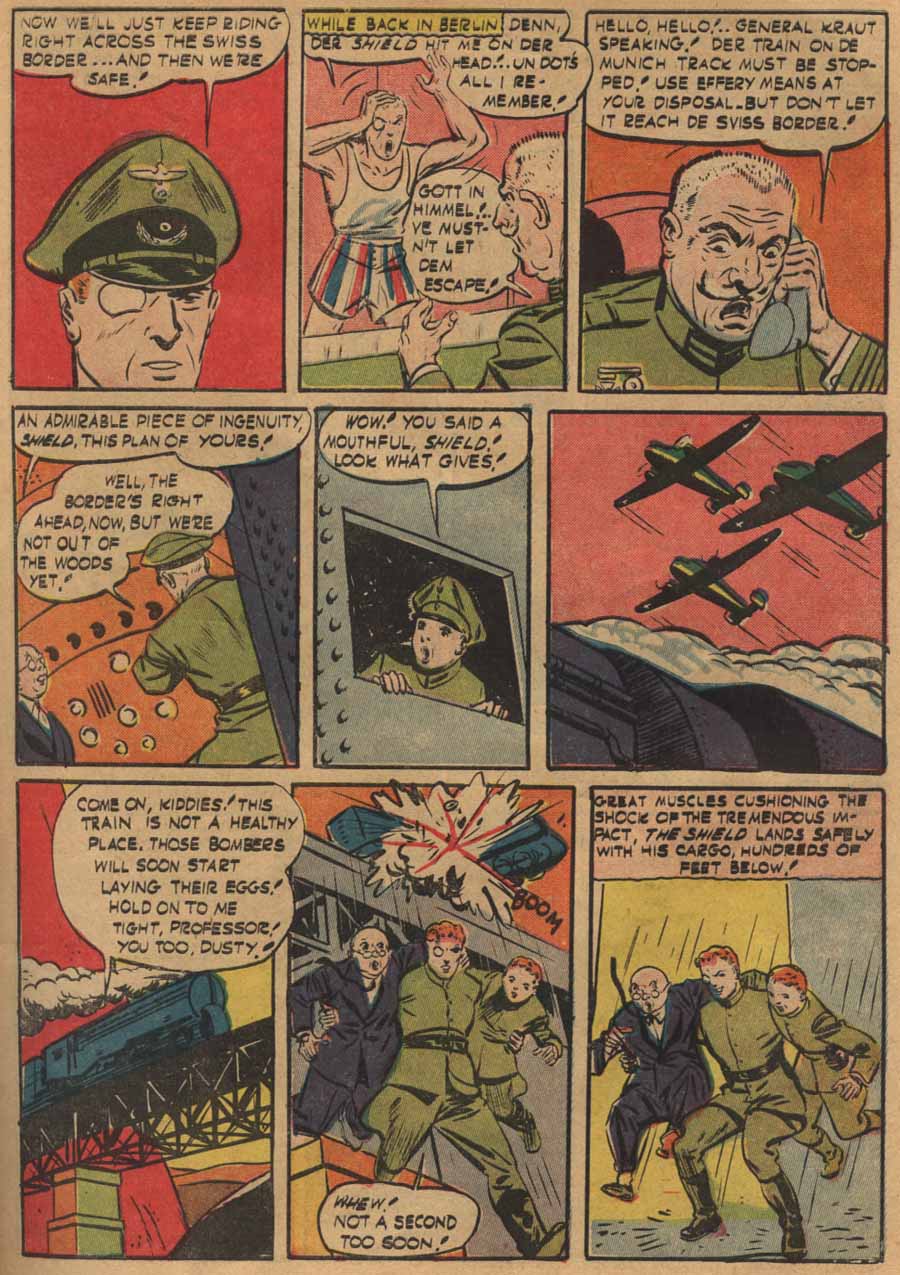 NOW WE'LL JUST KEEP RIDING
RIGHT ACROSS THE SWISS
BORDER...AND THEN WE'RE
SAFE!
WHILE BACK IN BERLIN
DENN,
DER SHIELD HIT ME ON DER
HEAD!..UN DOT'S
ALL I RE-
MEMBER!
GOTT IN
HIMMEL!..
VE MUST-
N'T LET
DEM
ESCAPE!
HELLO, HELLO!.. GENERAL KRAUT
SPEAKING! DER TRAIN ON DE
MUNICH TRACK MUST BE STOP-
PED! USE EFFERY MEANS AT
YOUR DISPOSAL-BUT DON'T LET
IT REACH DE SVISS BORDER!
AN ADMIRABLE PIECE OF INGENUITY,
SHIELD, THIS PLAN OF YOURS!
WELL, THE
BORDER'S RIGHT
AHEAD, NOW, BUT WE'RE
NOT OUT OF
THE WOODS
YET!
WOW! YOU SAID A
MOUTHFUL, SHIELD!
LOOK WHAT GIVES!
COME ON, KIDDIES! THIS
TRAIN IS NOT A HEALTHY
PLACE. THOSE BOMBERS
WILL SOON START
LAYING THEIR EGGS!
HOLD ON TO ME
TIGHT, PROFESSOR!
YOU TOO, DUSTY!
BOOM
WHEW!
NOT A SECOND
TOO SOON!
GREAT MUSCLES CUSHIONING THE
SHOCK OF THE TREMENDOUS IM-
PACT, THE SHIELD LANDS SAFELY
WITH HIS CARGO, HUNDREDS OF
FEET BELOW!